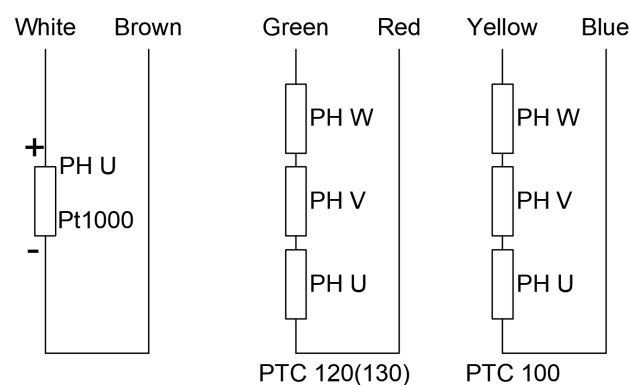 White Brown Green Red Yellow Blue
+
PH U
Pt1000
-
PH W
PH V
PH U
PTC 120(130)
PH W
PH V
PH U
PTC 100